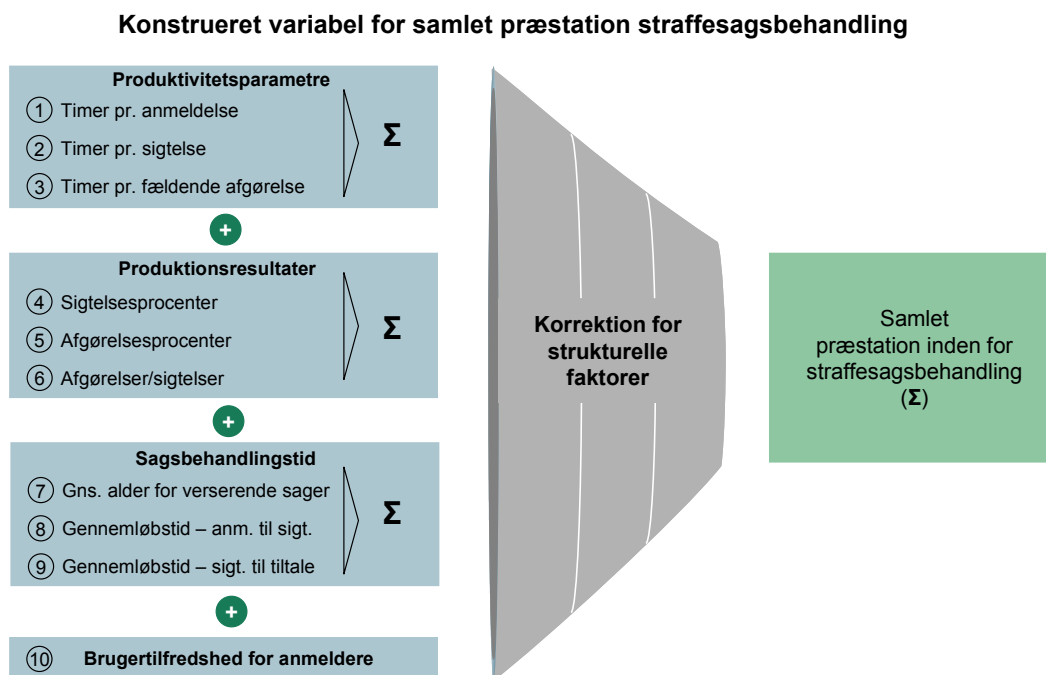 Konstrueret variabel for samlet præstation straffesagsbehandling
Produktivitetsparametre
1 Timer pr. anmeldelse
2 Timer pr. sigtelse
3 Timer pr. fældende afgørelse
Σ
+
Produktionsresultater
4 Sigtelsesprocenter
5 Afgørelsesprocenter
6 Afgørelser/sigtelser
Σ
+
Sagsbehandlingstid
7 Gns. alder for verserende sager
8 Gennemløbstid – anm. til sigt.
9 Gennemløbstid – sigt. til tiltale
Σ
+
10 Brugertilfredshed for anmeldere
Korrektion for
strukturelle
faktorer
Samlet
præstation inden for
straffesagsbehandling
(Σ)